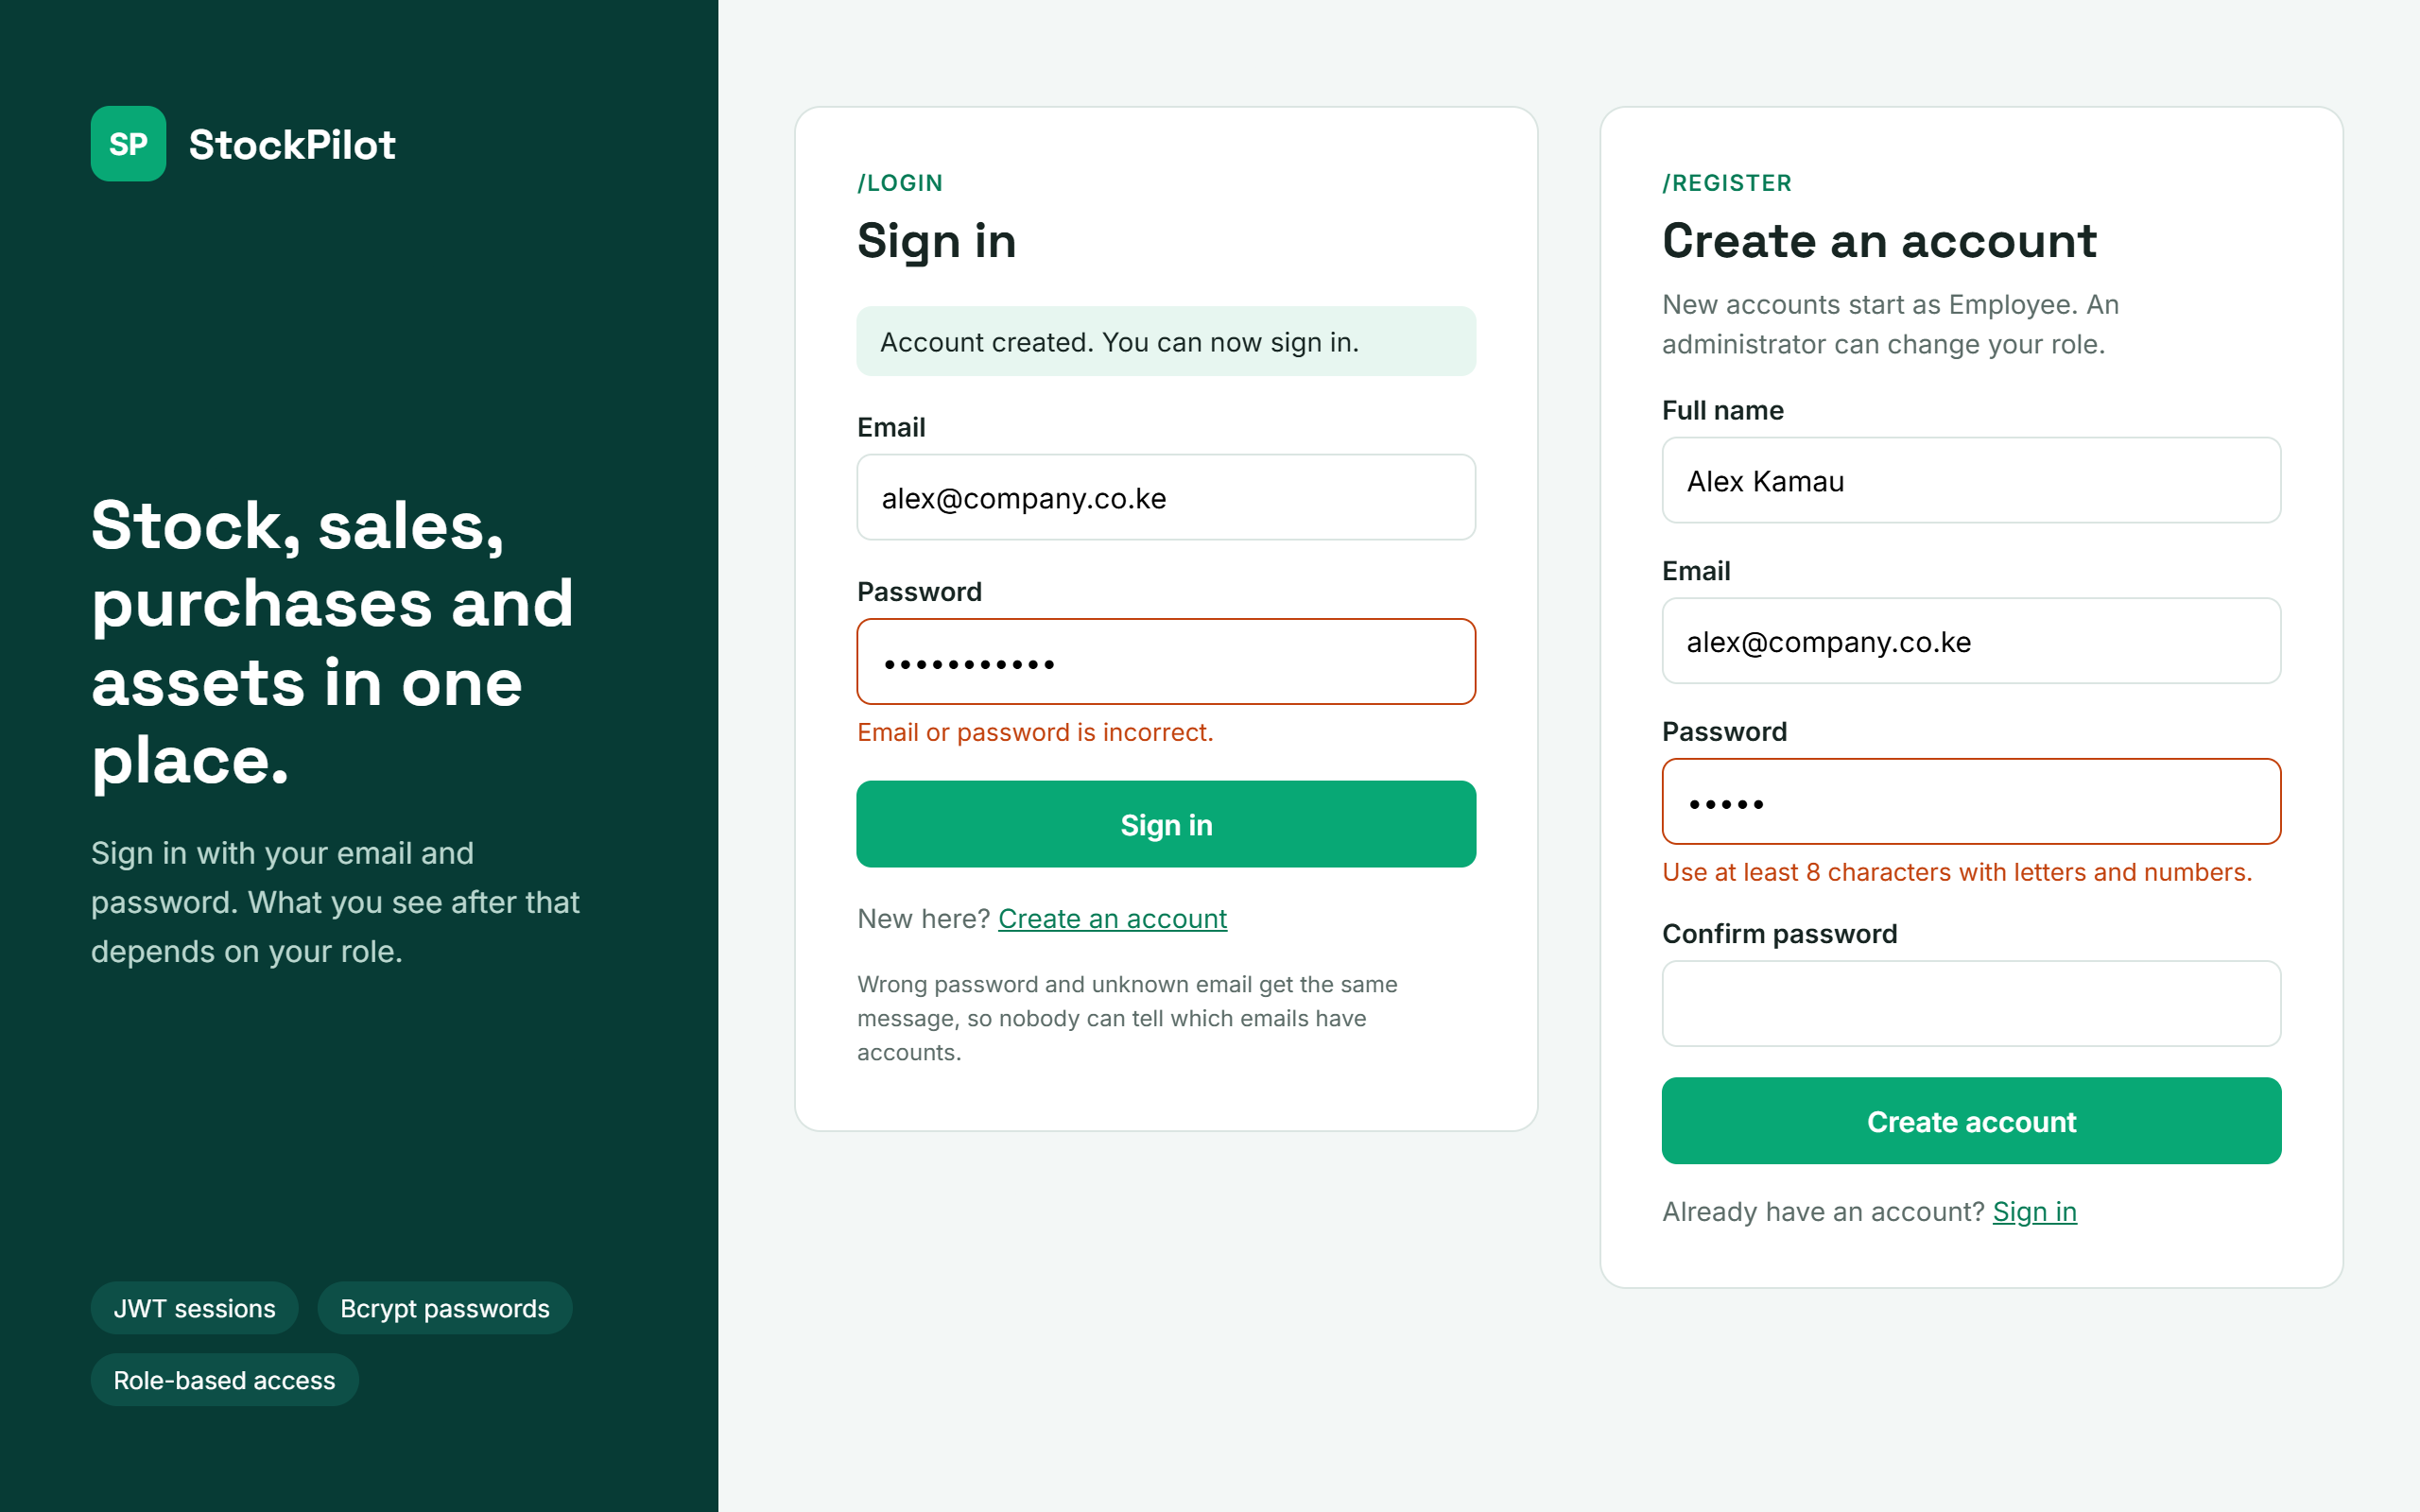 SP StockPilot
Stock, sales,
purchases and
assets in one
place.
Sign in with your email and
password. What you see after that
depends on your role.
JWT sessions
Bcrypt passwords
Role-based access
/LOGIN
Sign in
Account created. You can now sign in.
Email
alex@company.co.ke
Password
•••••••••••
Email or password is incorrect.
Sign in
New here? Create an account
Wrong password and unknown email get the same
message, so nobody can tell which emails have
accounts.
/REGISTER
Create an account
New accounts start as Employee. An
administrator can change your role.
Full name
Alex Kamau
Email
alex@company.co.ke
Password
•••••
Use at least 8 characters with letters and numbers.
Confirm password
Create account
Already have an account? Sign in